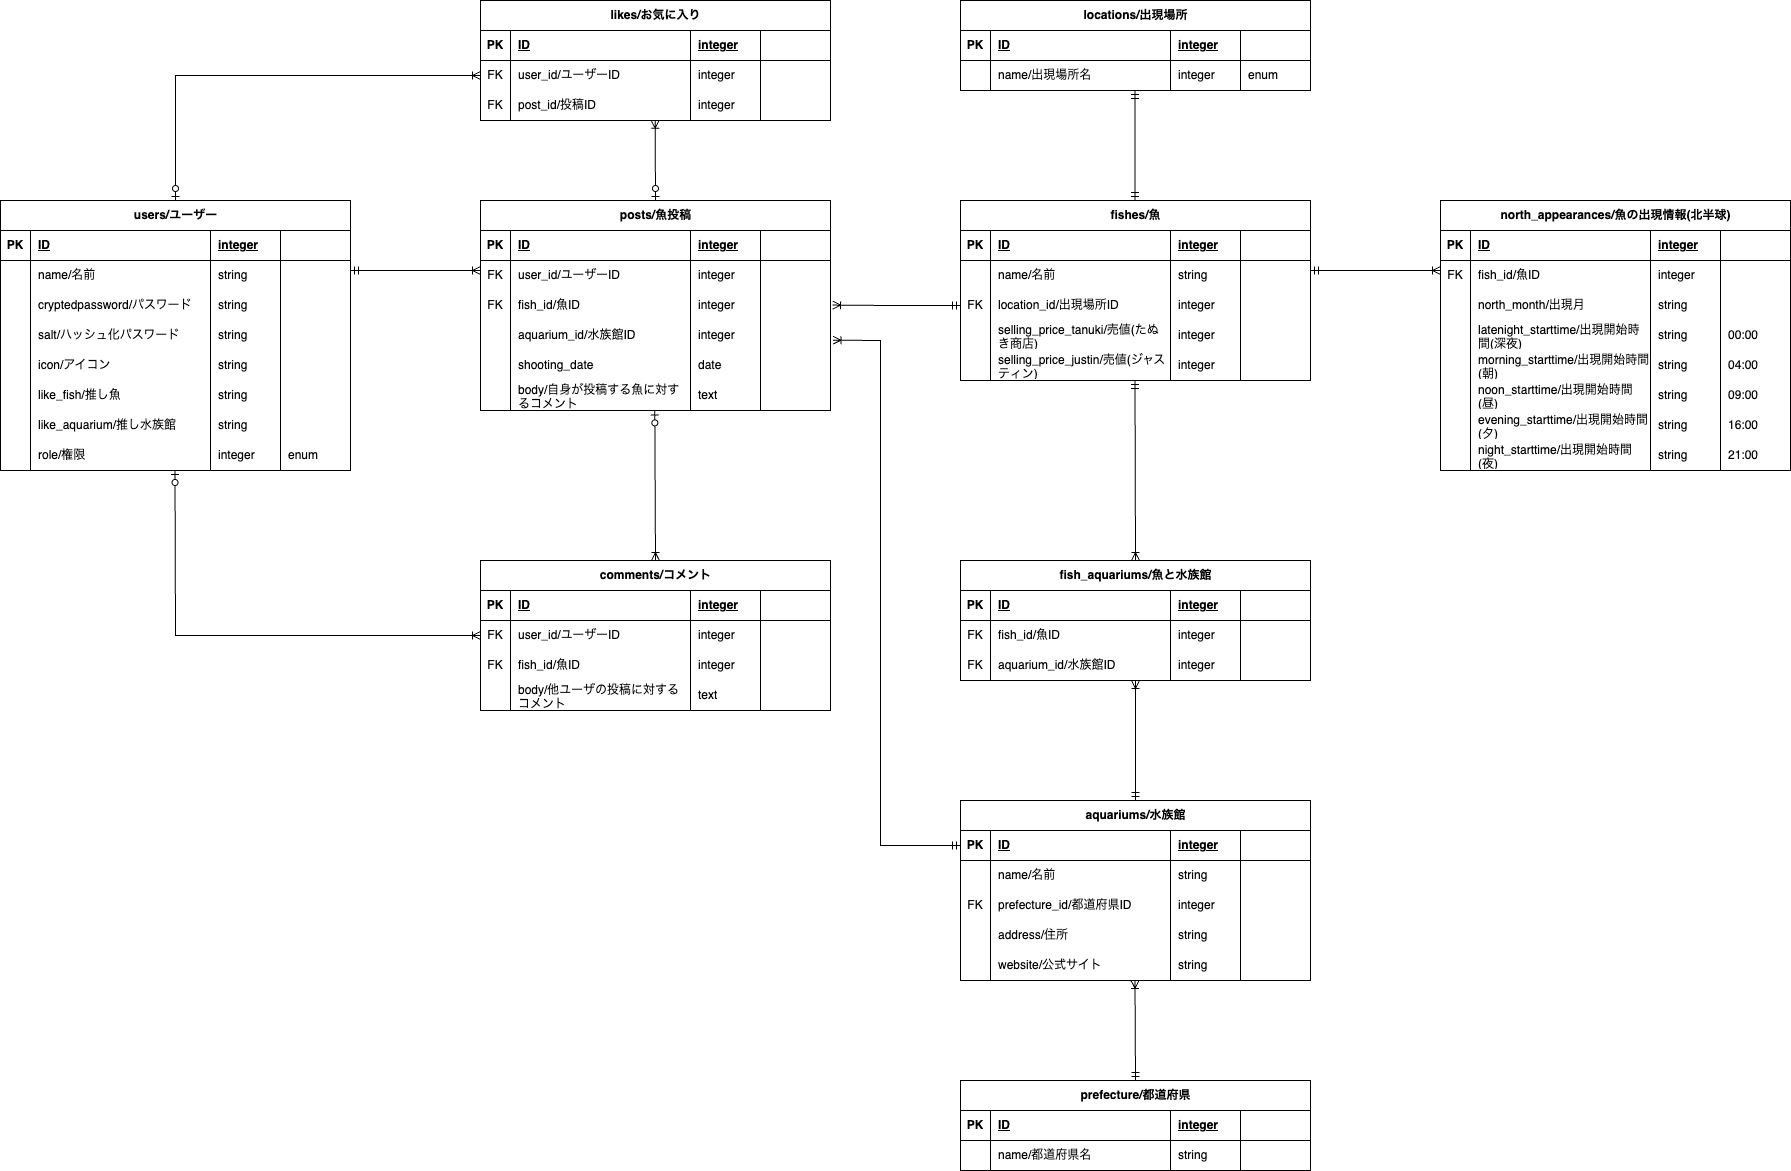 likes/お気に入り
PK ID integer
FK user_id/ユーザーID integer
FK post_id/投稿ID integer
locations/出現場所
PK ID integer
name/出現場所名 integer enum
users/ユーザー
PK ID integer
name/名前 string
cryptedpassword/パスワード string
salt/ハッシュ化パスワード string
icon/アイコン string
like_fish/推し魚 string
like_aquarium/推し水族館 string
role/権限 integer enum
posts/魚投稿
PK ID integer
FK user_id/ユーザーID integer
FK fish_id/魚ID integer
aquarium_id/水族館ID integer
shooting_date date
body/自身が投稿する魚に対す
るコメント text
fishes/魚
PK ID integer
name/名前 string
FK location_id/出現場所ID integer
selling_price_tanuki/売値(たぬ
き商店) integer
selling_price_justin/売値(ジャス
ティン) integer
north_appearances/魚の出現情報(北半球)
PK ID integer
FK fish_id/魚ID integer
north_month/出現月 string
latenight_starttime/出現開始時
間(深夜) string 00:00
morning_starttime/出現開始時間
(朝) string 04:00
noon_starttime/出現開始時間
(昼) string 09:00
evening_starttime/出現開始時間
(夕) string 16:00
night_starttime/出現開始時間
(夜) string 21:00
comments/コメント
PK ID integer
FK user_id/ユーザーID integer
FK fish_id/魚ID integer
body/他ユーザの投稿に対する
コメント text
fish_aquariums/魚と水族館
PK ID integer
FK fish_id/魚ID integer
FK aquarium_id/水族館ID integer
aquariums/水族館
PK ID integer
name/名前 string
FK prefecture_id/都道府県ID integer
address/住所 string
website/公式サイト string
prefecture/都道府県
PK ID integer
name/都道府県名 string